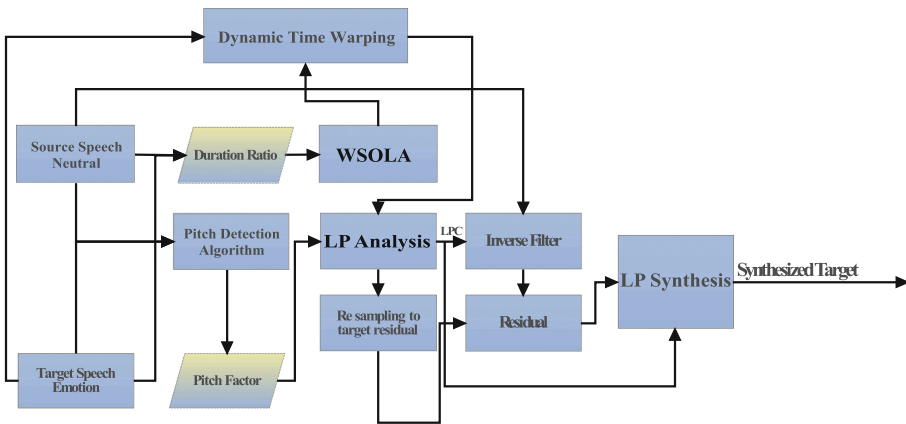 Dynamic Time Warping
Source Speech
Neutral
Duration Ratio
WSOLA
Pitch Detection
Algorithm
LP Analysis
LPC
Inverse Filter
LP Synthesis
Synthesized Target
Re sampling to
target residual
Residual
Target Speech
Emotion
Pitch Factor